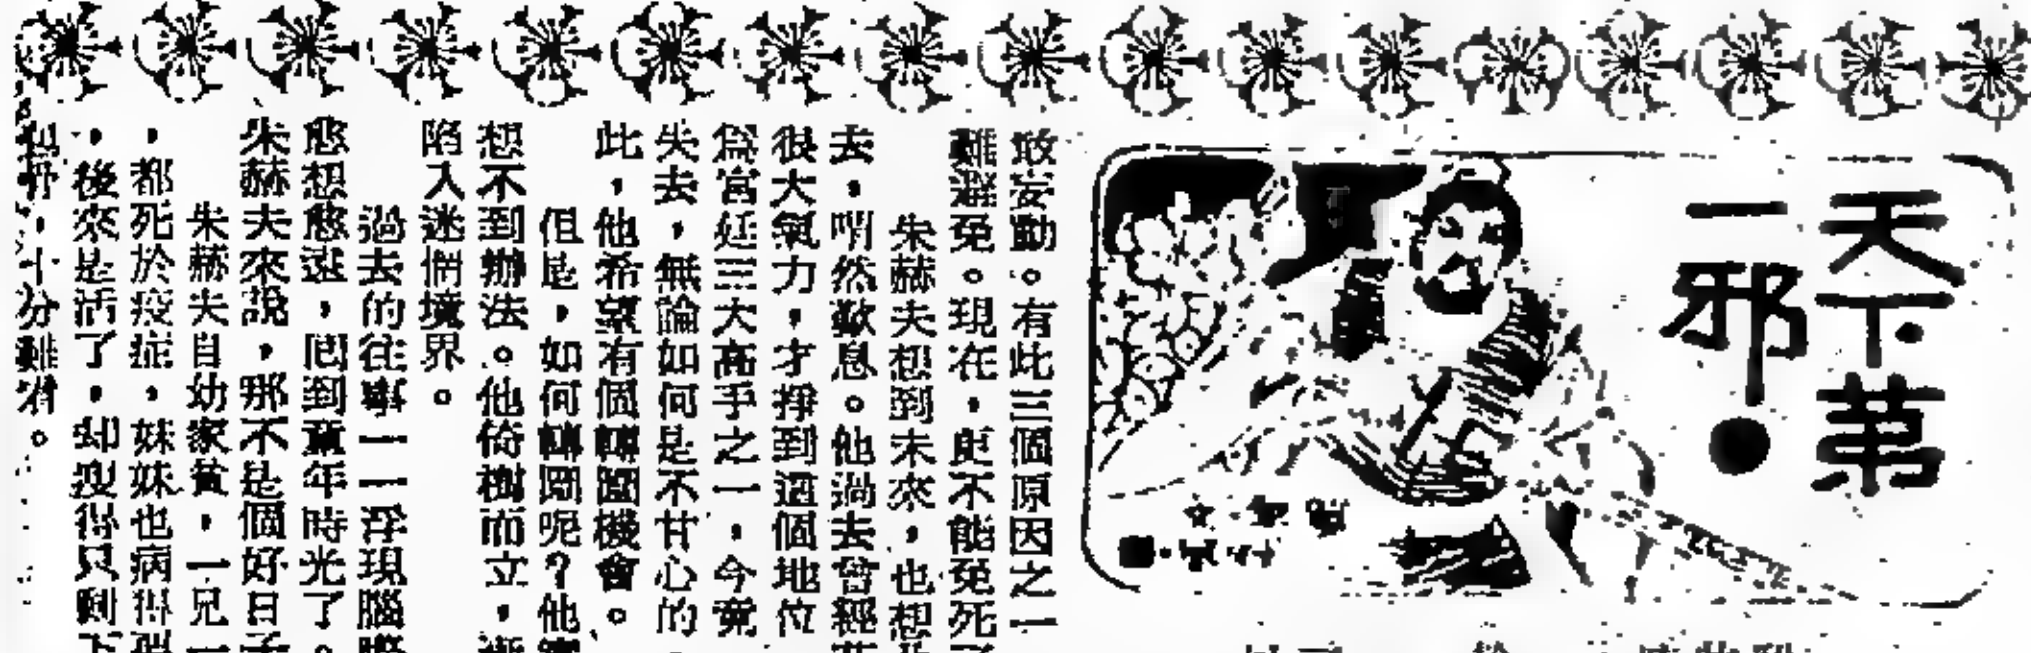 天下第
一邪
敢妄動。有此三個原因之一
難避免。現在,更不能免死
朱赫夫想到未來,也想
去,喟然歎息。他過去曾經
很大氣力,才掙到這個地位
為宮廷三大高手之一,今竟
失去,無論如何是不甘心的
此,他希望有個轉圜機會。
但是,如何轉圜呢?他
想不到辦法。他倚樹而立,
陷入迷惘境界。
過去的往事一一浮現腦
愈想愈遠,回到童年時光了。
朱赫夫來說,那不是個好日子
朱赫夫自幼家貧,一兄一
,都死於疫症,妹妹也病得
,後來是活了,却瘦得只剩下
,十分難看。